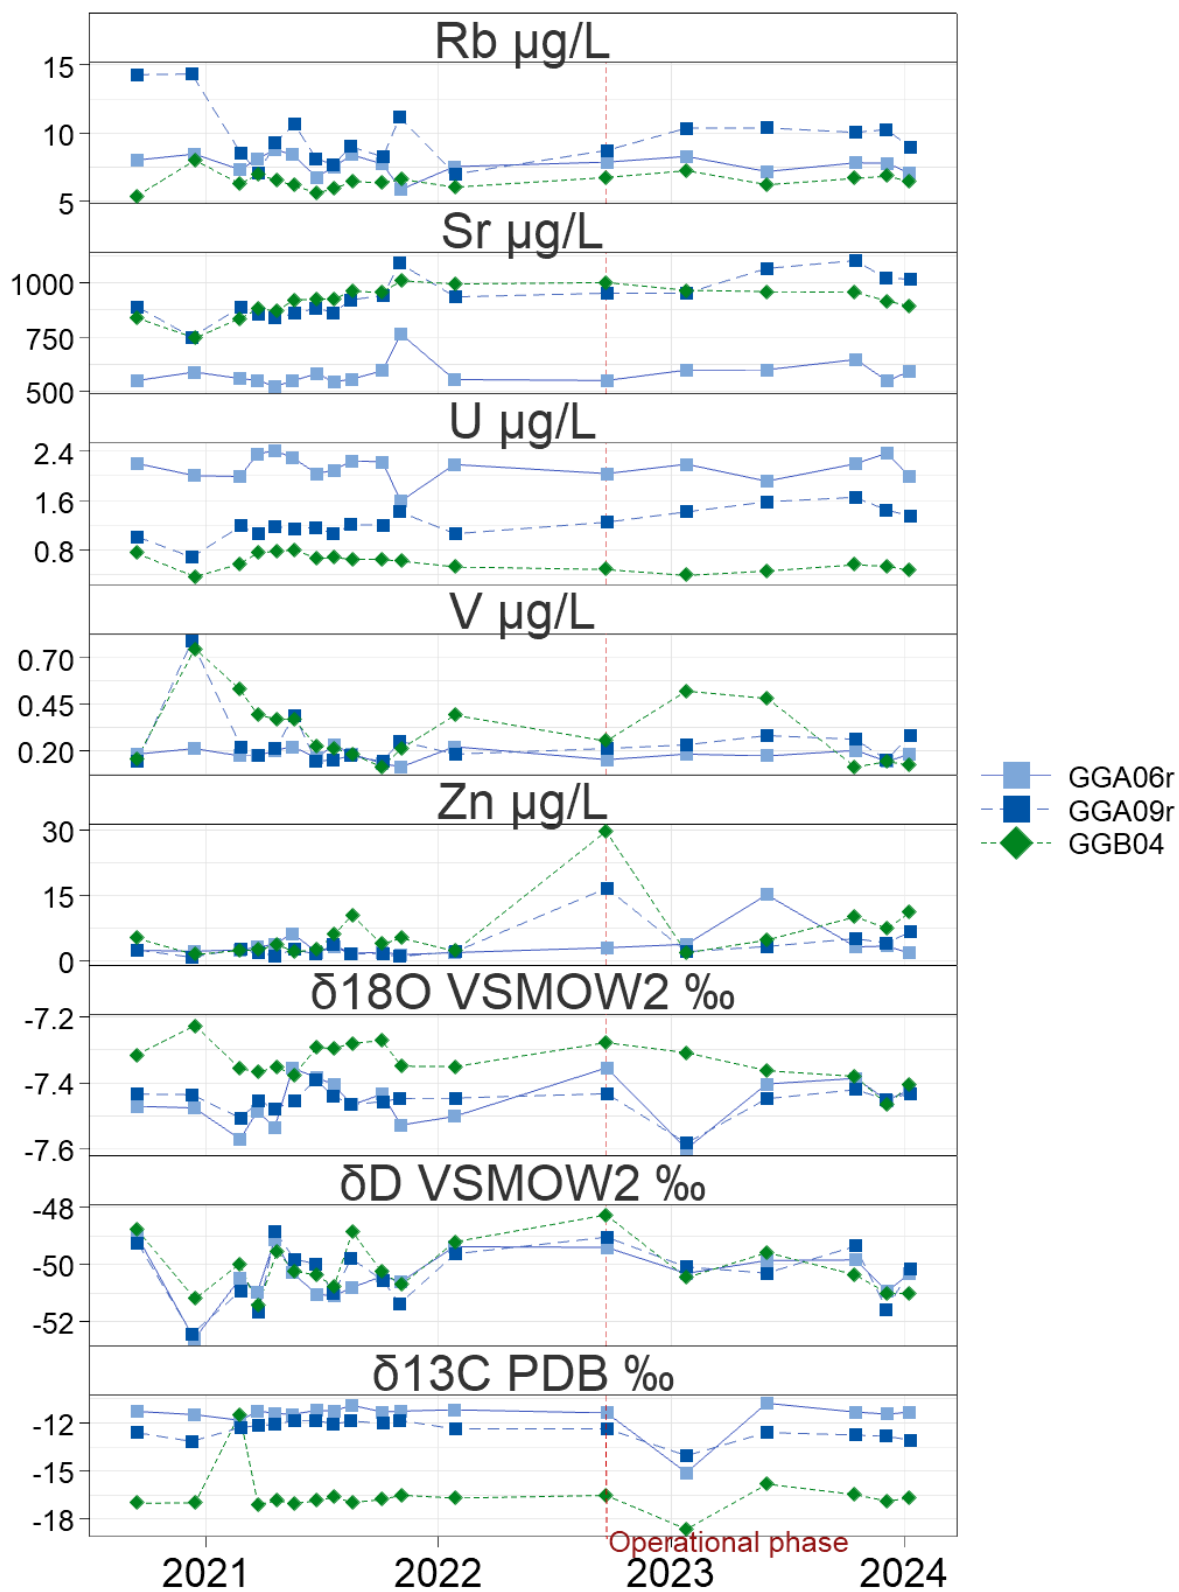 Rb µg/L
15
10
5
Sr µg/L
1000
750
500
U µg/L
2.4
1.6
0.8
V µg/L
0.70
0.45
0.20
Zn µg/L
30
15
0
δ18O VSMOW2 ‰
-7.2
-7.4
-7.6
δD VSMOW2 ‰
-48
-50
-52
δ13C PDB ‰
-12
-15
-18
Operational phase
2021 2022 2023 2024
GGA06r
GGA09r
GGB04